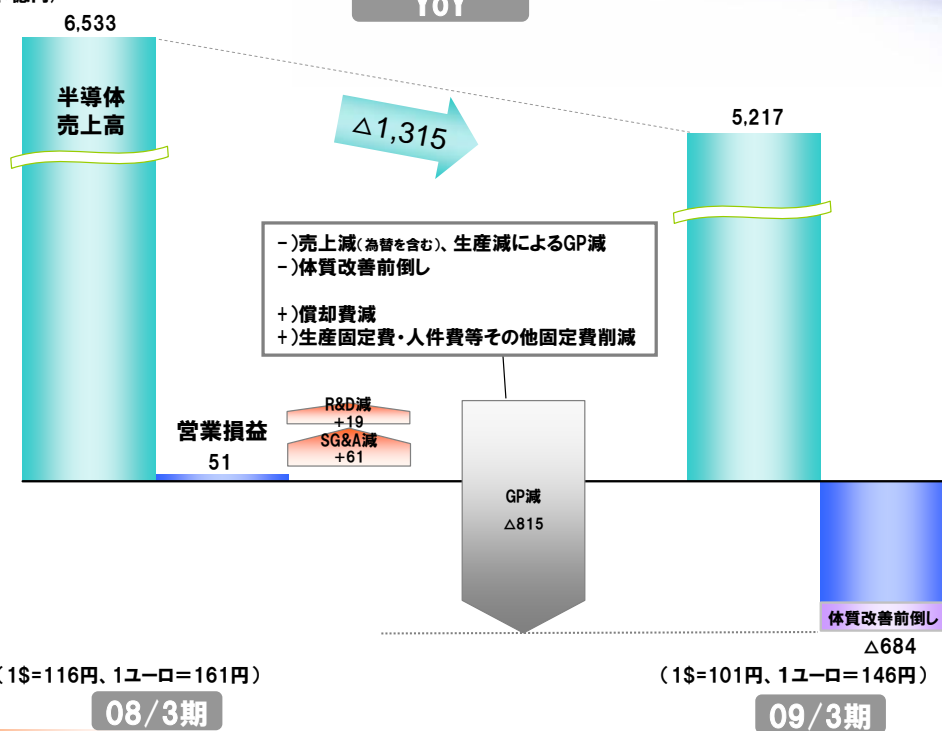 億円)
YoY
6,533
半導体
売上高
△1,315
5,217
-)売上減(為替を含む)、生産減によるGP減
-)体質改善前倒し
+)償却費減
+)生産固定費・人件費等その他固定費削減
R&D減
+19
営業損益
51
SG&A減
+61
GP減
△815
体質改善前倒し
△684
(1$=116円、1ユーロ=161円)
(1$=101円、1ユーロ=146円)
08/3期
09/3期